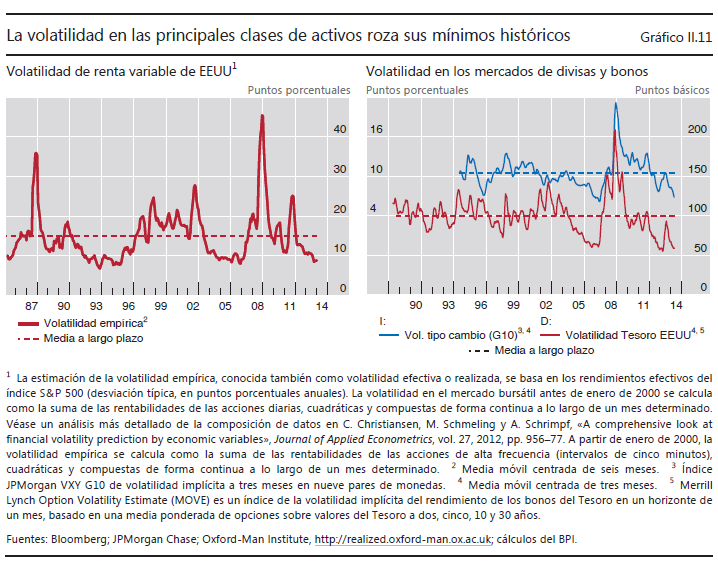 La volatilidad en las principales clases de activos roza sus mínimos históricos
Gráfico II.11
Volatilidad de renta variable de EEUU1
Puntos porcentuales
40
30
20
10
0
87 90 93 96 99 02 05 08 11 14
Volatilidad empírica2
Media a largo plazo
Volatilidad en los mercados de divisas y bonos
Puntos porcentuales
Puntos básicos
16
10
4
200
150
100
50
0
90 93 96 99 02 05 08 11 14
I:
Vol. tipo cambio (G10)3, 4
D:
Volatilidad Tesoro EEUU4, 5
Media a largo plazo
1 La estimación de la volatilidad empírica, conocida también como volatilidad efectiva o realizada, se basa en los rendimientos efectivos del
índice S&P 500 (desviación típica, en puntos porcentuales anuales). La volatilidad en el mercado bursátil antes de enero de 2000 se calcula
como la suma de las rentabilidades de las acciones diarias, cuadráticas y compuestas de forma continua a lo largo de un mes determinado.
Véase un análisis más detallado de la composición de datos en C. Christiansen, M. Schmeling y A. Schrimpf, «A comprehensive look at
financial volatility prediction by economic variables», Journal of Applied Econometrics, vol. 27, 2012, pp. 956–77. A partir de enero de 2000, la
volatilidad empírica se calcula como la suma de las rentabilidades de las acciones de alta frecuencia (intervalos de cinco minutos),
cuadráticas y compuestas de forma continua a lo largo de un mes determinado. 2 Media móvil centrada de seis meses. 3 Índice
JPMorgan VXY G10 de volatilidad implícita a tres meses en nueve pares de monedas. 4 Media móvil centrada de tres meses. 5 Merrill
Lynch Option Volatility Estimate (MOVE) es un índice de la volatilidad implícita del rendimiento de los bonos del Tesoro en un horizonte de
un mes, basado en una media ponderada de opciones sobre valores del Tesoro a dos, cinco, 10 y 30 años.
Fuentes: Bloomberg; JPMorgan Chase; Oxford-Man Institute, http://realized.oxford-man.ox.ac.uk; cálculos del BPI.